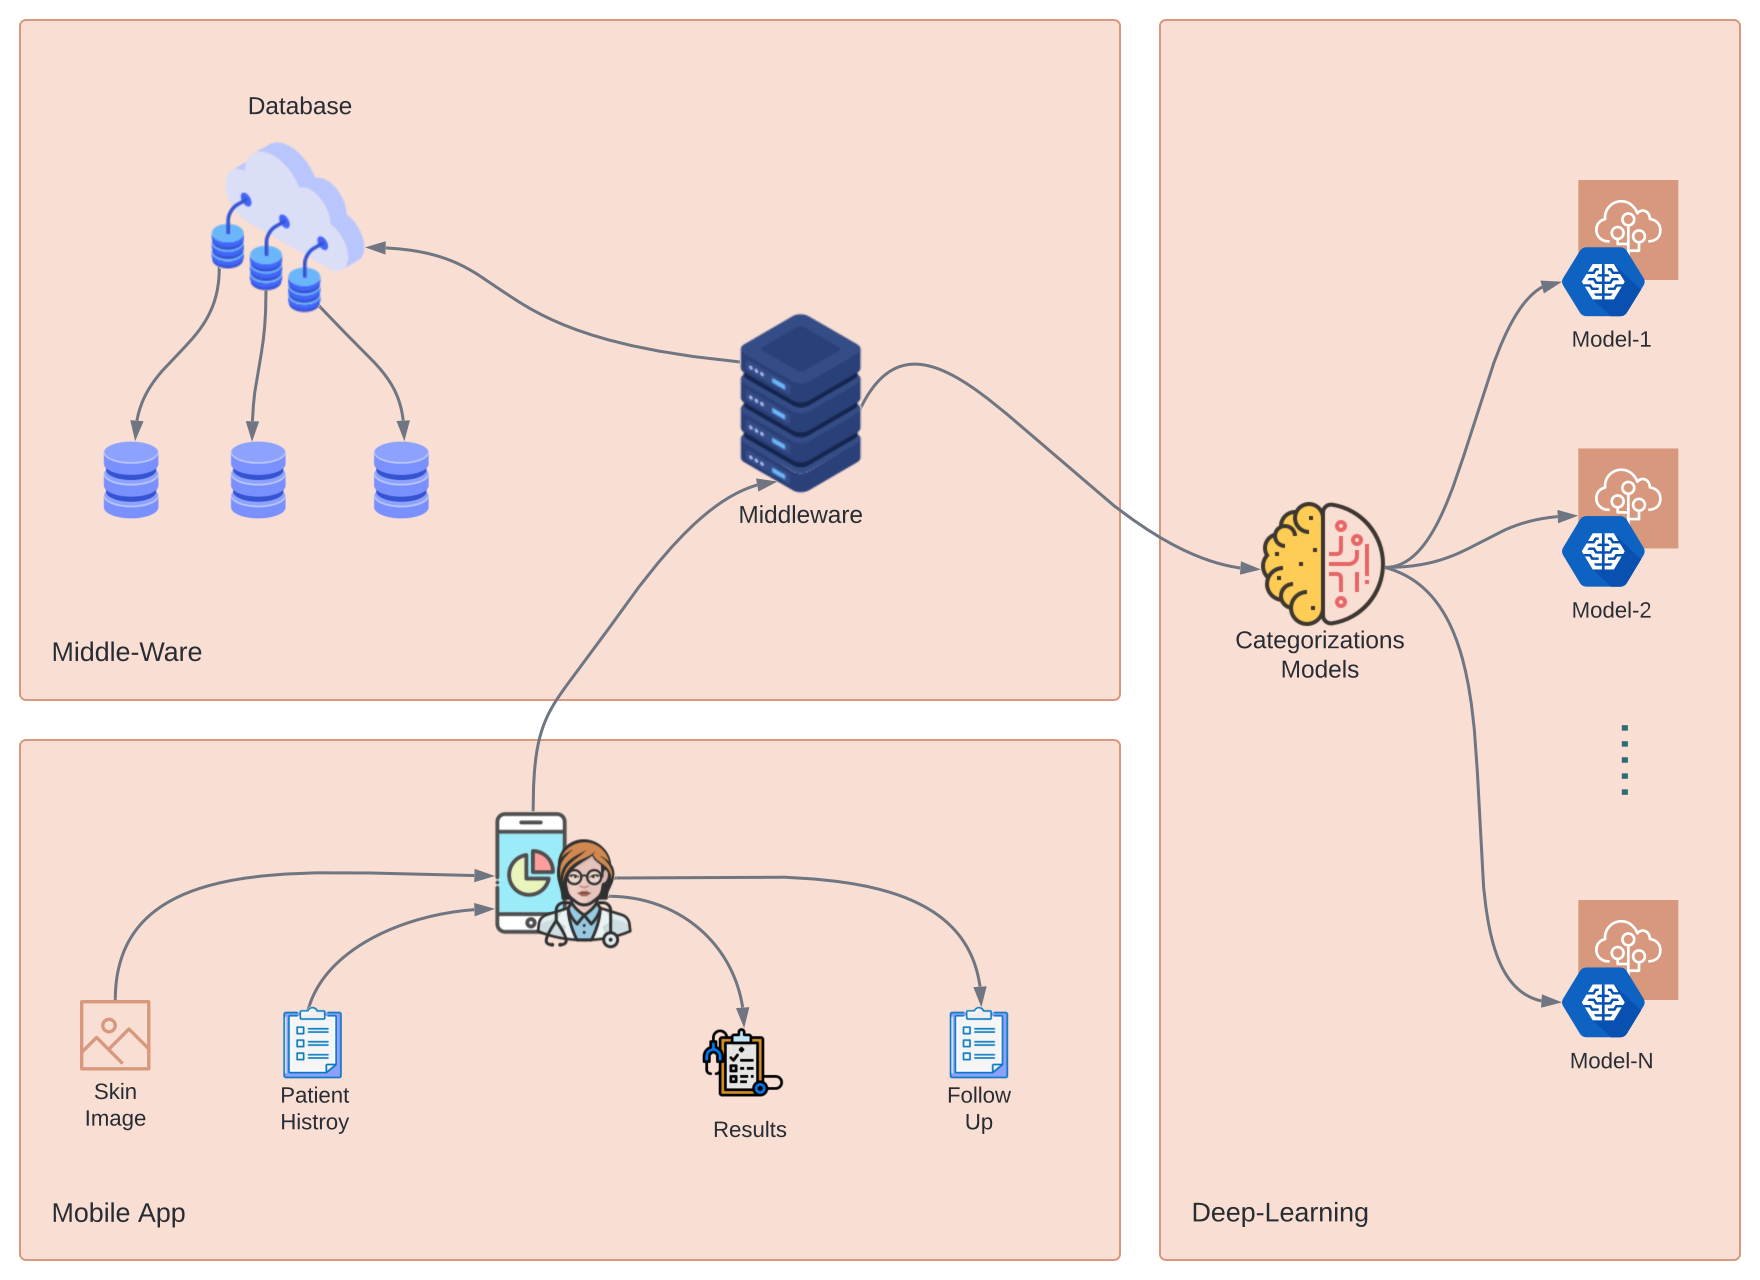 Database
Middleware
Middle-Ware
Skin
Image
Patient
Histroy
Results
Follow
Up
Mobile App
Categorizations
Models
Model-1
Model-2
Model-N
Deep-Learning